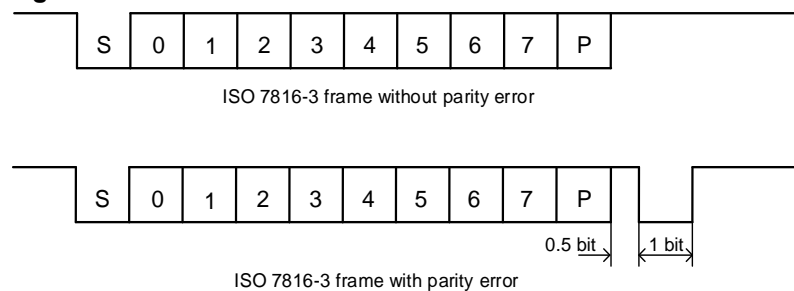 S 0 1 2 3 4 5 6 7 P
ISO 7816-3 frame without parity error
S 0 1 2 3 4 5 6 7 P
0.5 bit 1 bit
ISO 7816-3 frame with parity error